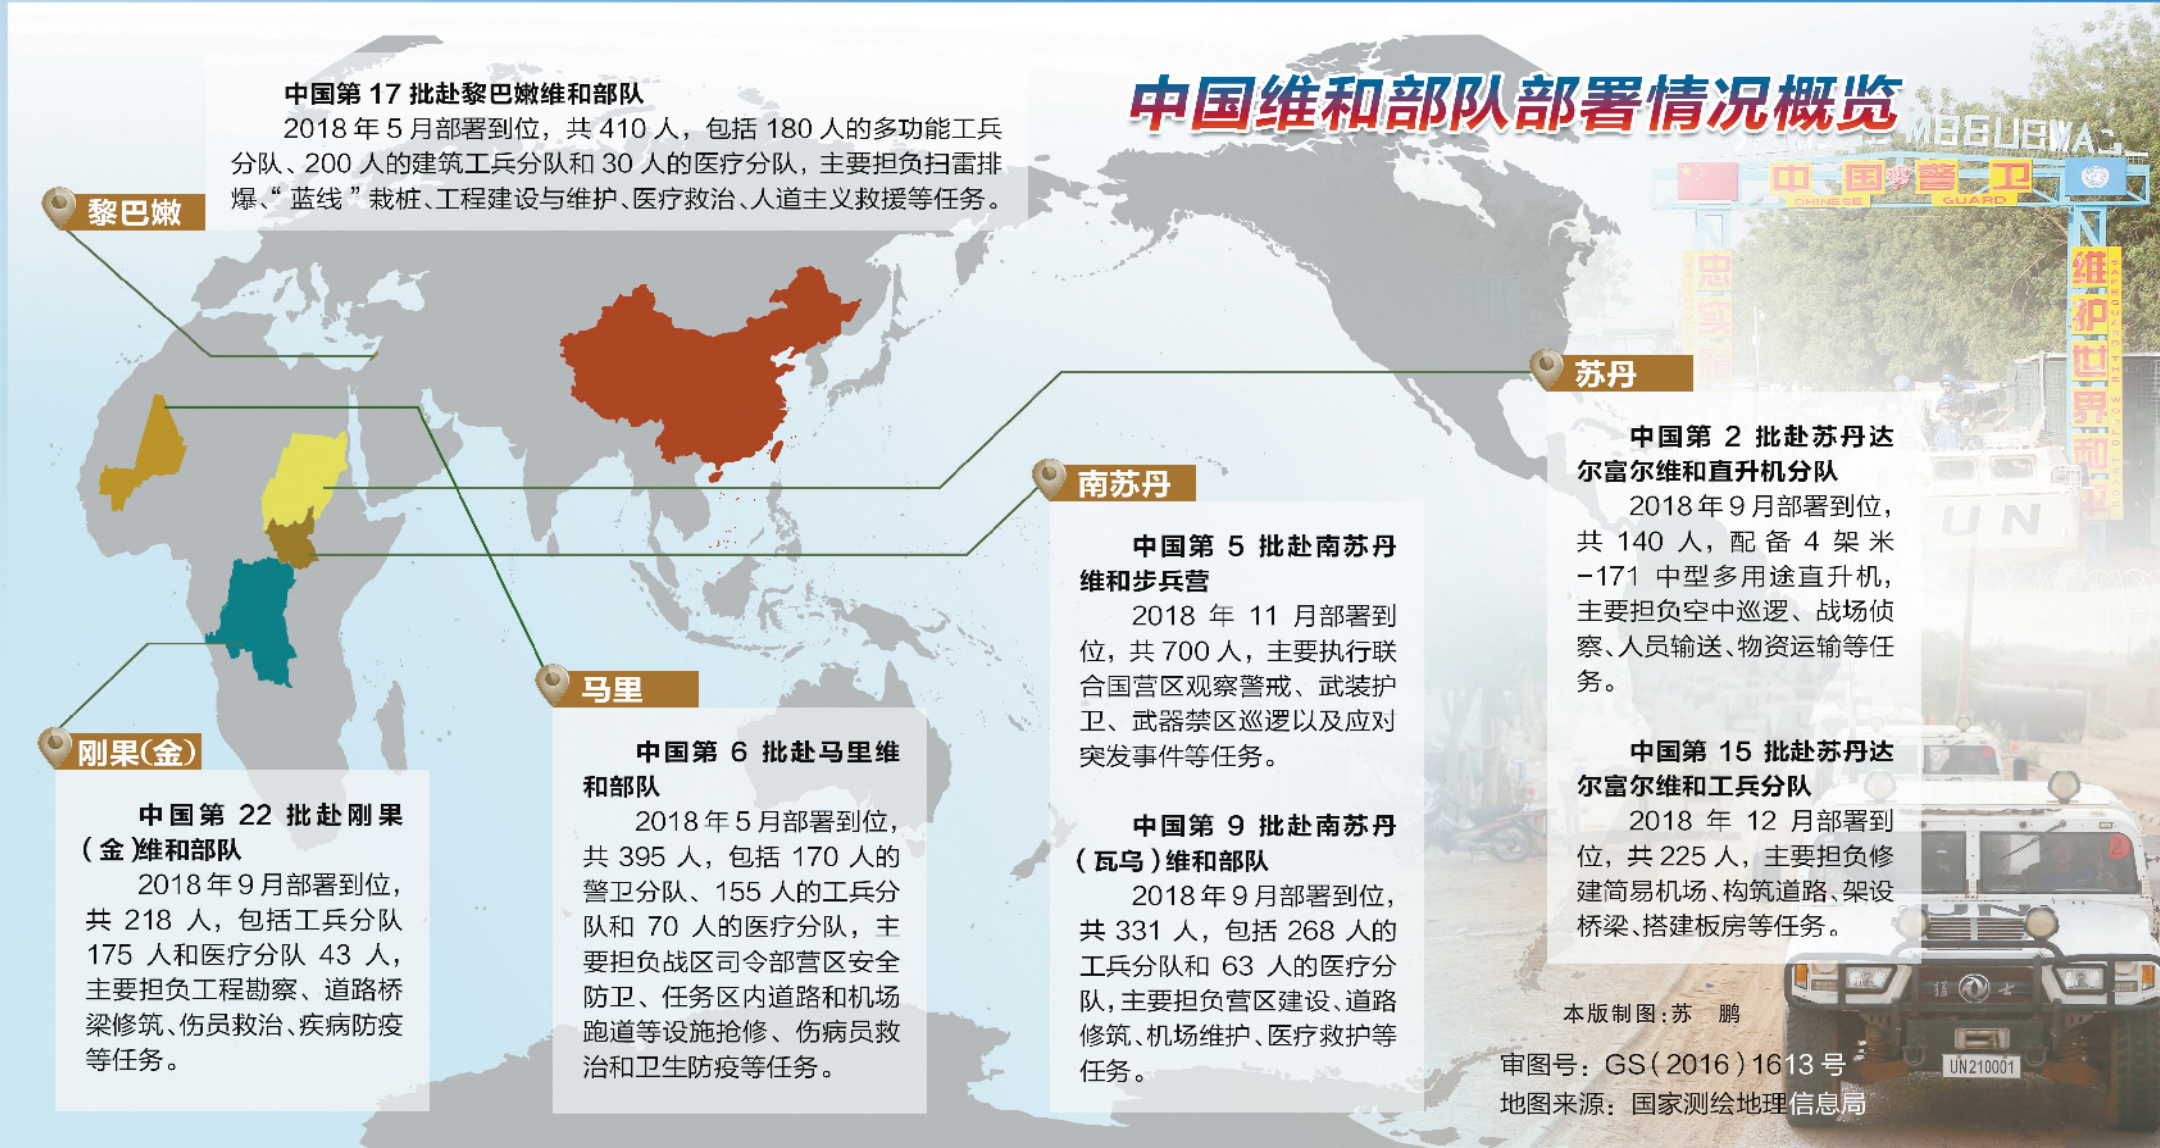 中国维和部队部署情况概览
黎巴嫩
中国第 17 批赴黎巴嫩维和部队
2018 年 5 月部署到位，共 410 人，包括 180 人的多功能工兵
分队、200 人的建筑工兵分队和 30 人的医疗分队，主要担负扫雷排
爆、“蓝线”栽桩、工程建设与维护、医疗救治、人道主义救援等任务。
刚果(金)
中国第 22 批赴刚果
(金)维和部队
2018 年 9 月部署到位，
共 218 人，包括工兵分队
175 人和医疗分队 43 人，
主要担负工程勘察、道路桥
梁修筑、伤员救治、疾病防疫
等任务。
马里
中国第 6 批赴马里维
和部队
2018 年 5 月部署到位，
共 395 人，包括 170 人的
警卫分队、155 人的工兵分
队和 70 人的医疗分队，主
要担负战区司令部营区安全
防卫、任务区内道路和机场
跑道等设施抢修、伤病员救
治和卫生防疫等任务。
南苏丹
中国第 5 批赴南苏丹
维和步兵营
2018 年 11 月部署到
位，共 700 人，主要执行联
合国营区观察警戒、武装护
卫、武器禁区巡逻以及应对
突发事件等任务。
中国第 9 批赴南苏丹
(瓦乌)维和部队
2018 年 9 月部署到位，
共 331 人，包括 268 人的
工兵分队和 63 人的医疗分
队，主要担负营区建设、道路
修筑、机场维护、医疗救护等
任务。
苏丹
中国第 2 批赴苏丹达
尔富尔维和直升机分队
2018 年 9 月部署到位，
共 140 人，配备 4 架米
-171 中型多用途直升机，
主要担负空中巡逻、战场侦
察、人员输送、物资运输等任
务。
中国第 15 批赴苏丹达
尔富尔维和工兵分队
2018 年 12 月部署到
位，共 225 人，主要担负修
建简易机场、构筑道路、架设
桥梁、搭建板房等任务。
本版制图：苏 鹏
审图号：GS(2016)1613 号
地图来源：国家测绘地理信息局
中国警卫
CHINESE GUARD
忠实履
维护世界和平
UN
猛士
UN210001